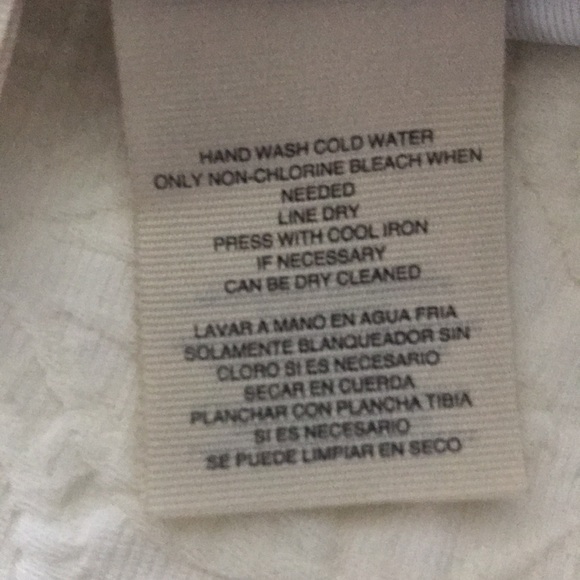 HAND WASH COLD WATER
ONLY NON-CHLORINE BLEACH WHEN
NEEDED
LINE DRY
PRESS WITH COOL IRON
IF NECESSARY
CAN BE DRY CLEANED
LAVAR A MANO EN AGUA FRIA
SOLAMENTE BLANQUEADOR SIN
CLORO SI ES NECESARIO
SECAR EN CUERDA
PLANCHAR CON PLANCHA TIBIA
SI ES NECESARIO
SE PUEDE LIMPIAR EN SECO